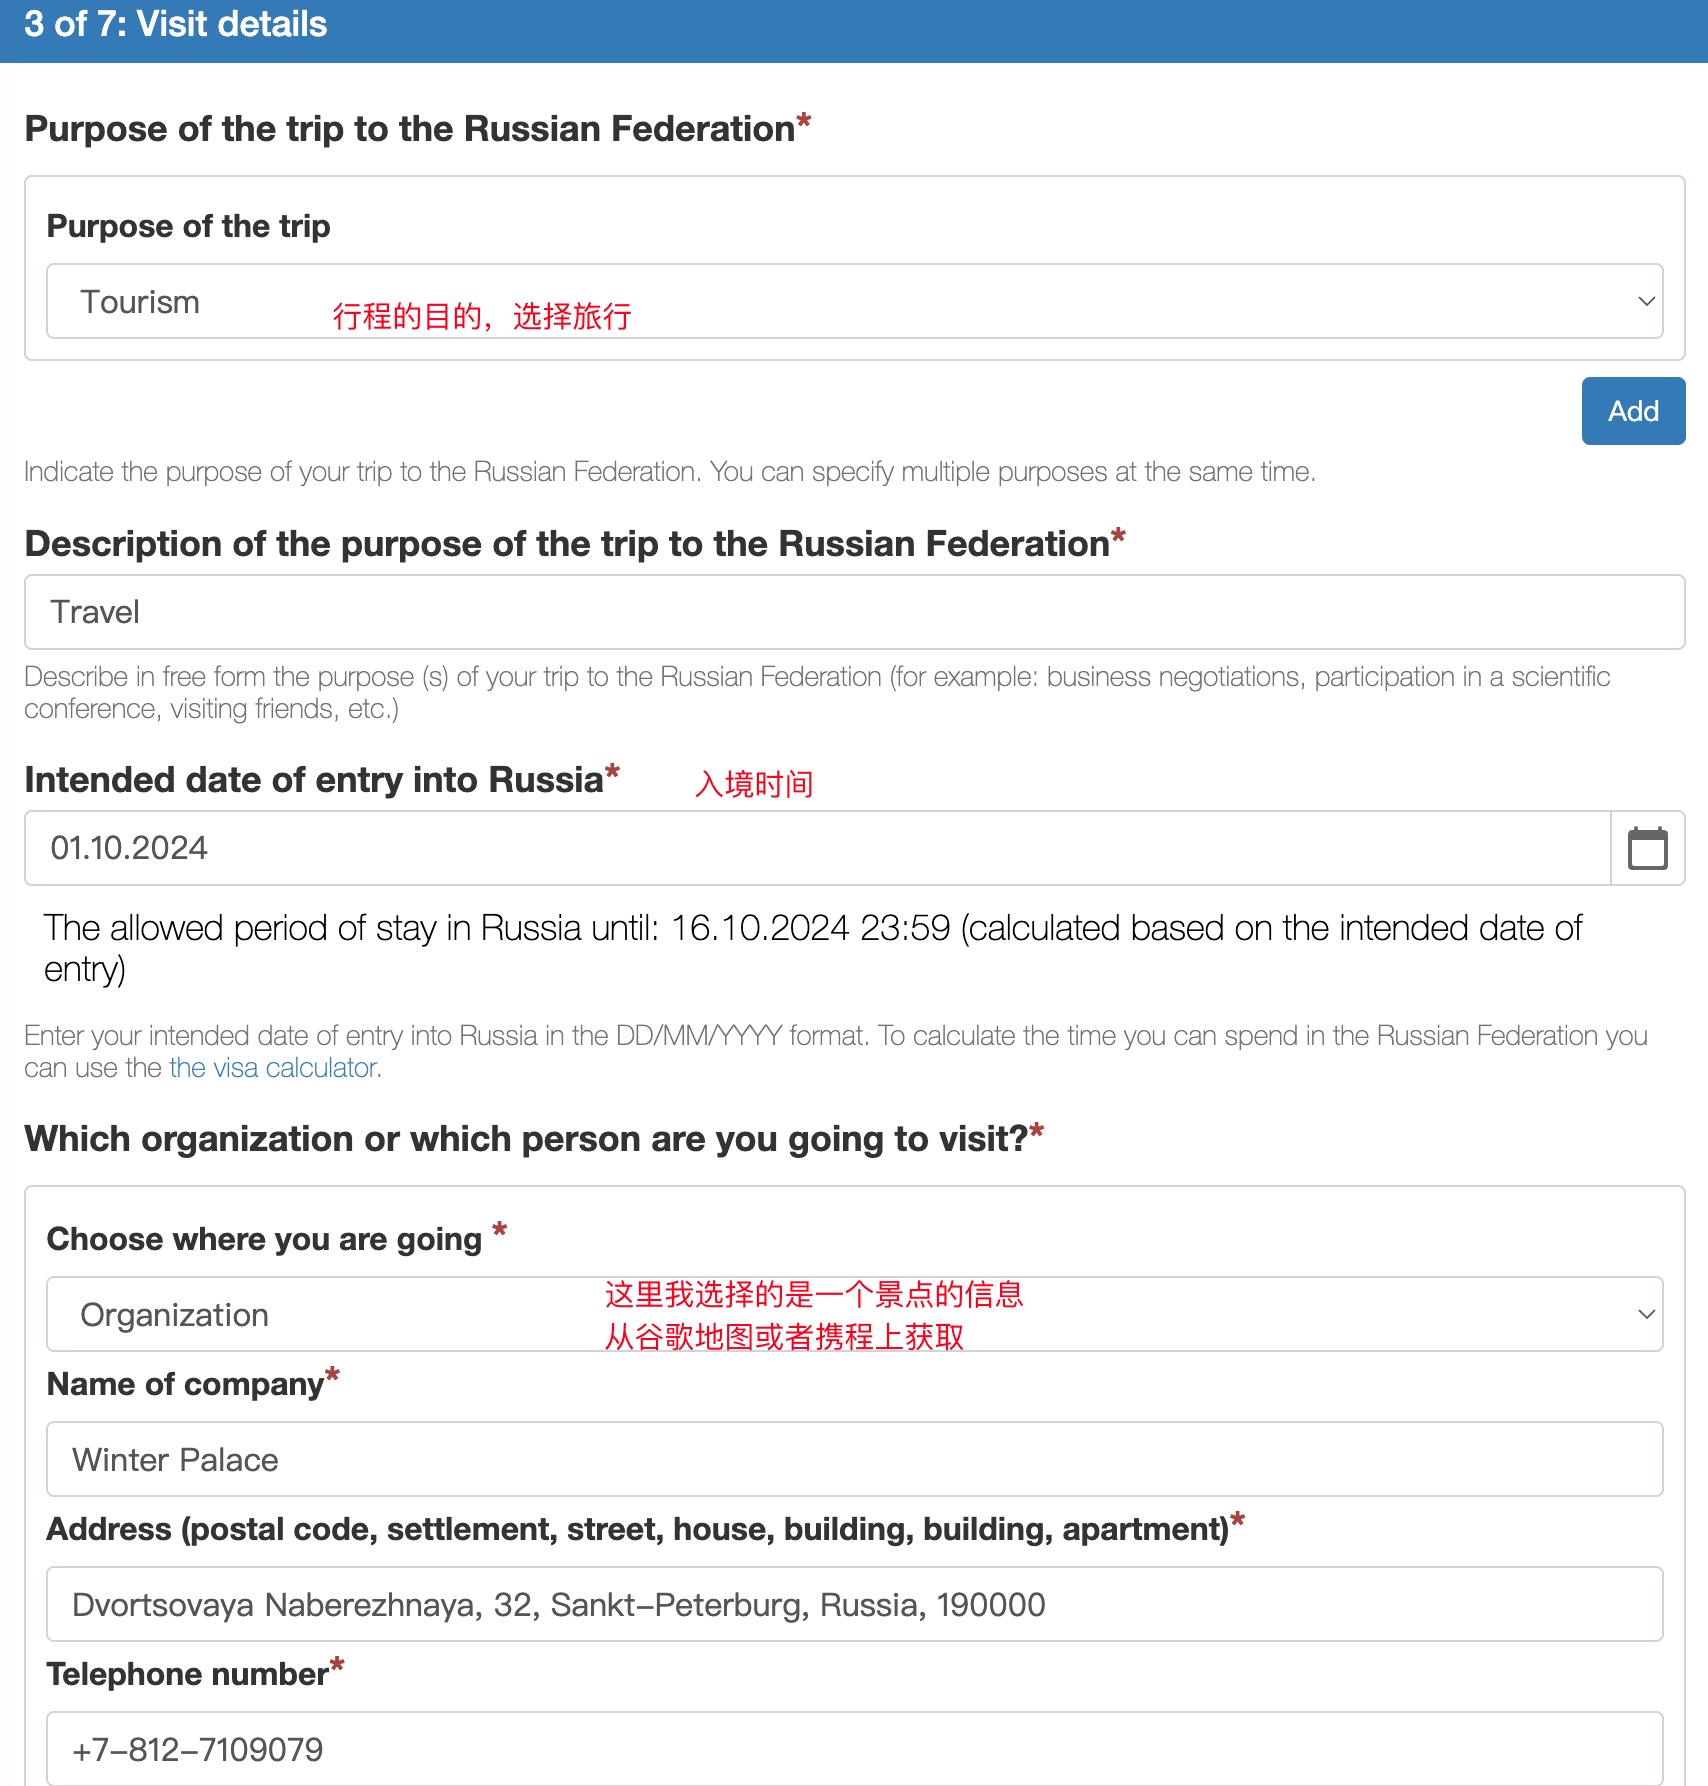 3 of 7: Visit details
Purpose of the trip to the Russian Federation*
Purpose of the trip
Tourism
行程的目的，选择旅行
Add
Indicate the purpose of your trip to the Russian Federation. You can specify multiple purposes at the same time.
Description of the purpose of the trip to the Russian Federation*
Travel
Describe in free form the purpose (s) of your trip to the Russian Federation (for example: business negotiations, participation in a scientific
conference, visiting friends, etc.)
Intended date of entry into Russia*
入境时间
01.10.2024
The allowed period of stay in Russia until: 16.10.2024 23:59 (calculated based on the intended date of
entry)
Enter your intended date of entry into Russia in the DD/MM/YYYY format. To calculate the time you can spend in the Russian Federation you
can use the the visa calculator.
Which organization or which person are you going to visit?*
Choose where you are going *
Organization
这里我选择的是一个景点的信息
从谷歌地图或者携程上获取
Name of company*
Winter Palace
Address (postal code, settlement, street, house, building, building, apartment)*
Dvortsovaya Naberezhnaya, 32, Sankt–Peterburg, Russia, 190000
Telephone number*
+7–812–7109079